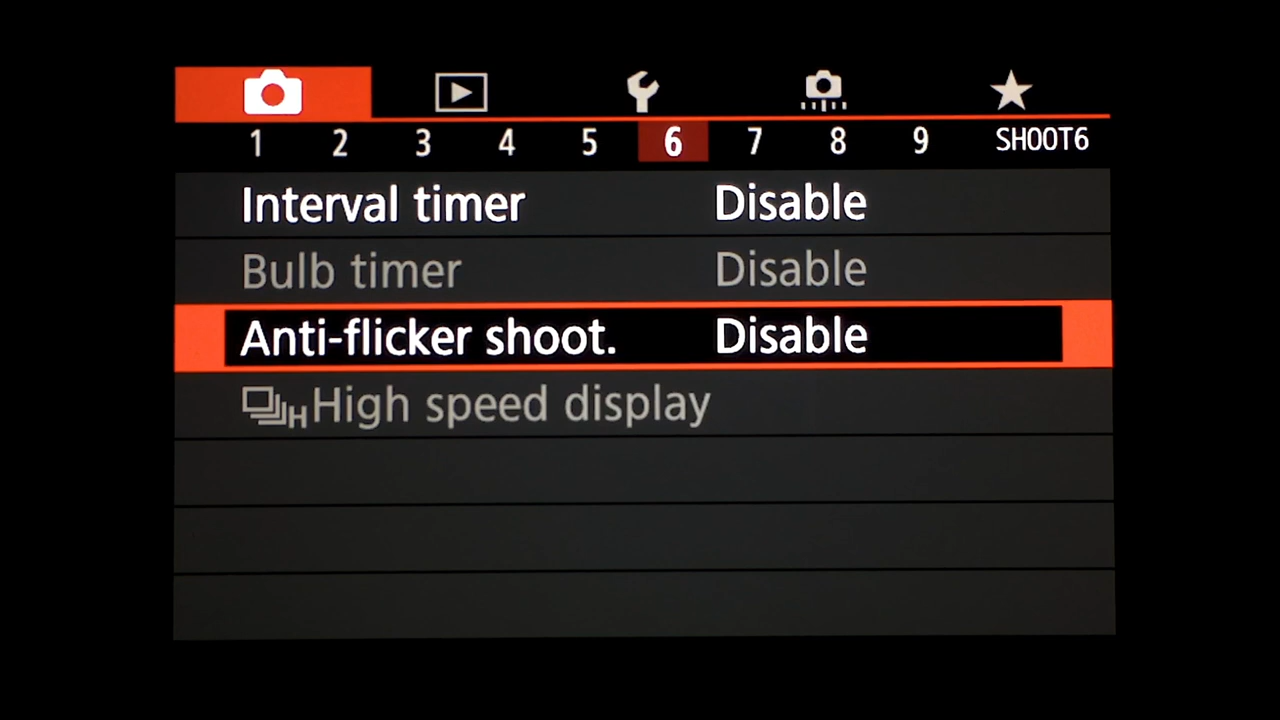 1 2 3 4 5 6 7 8 9 SHOOT6
Interval timer Disable
Bulb timer Disable
Anti-flicker shoot. Disable
H High speed display